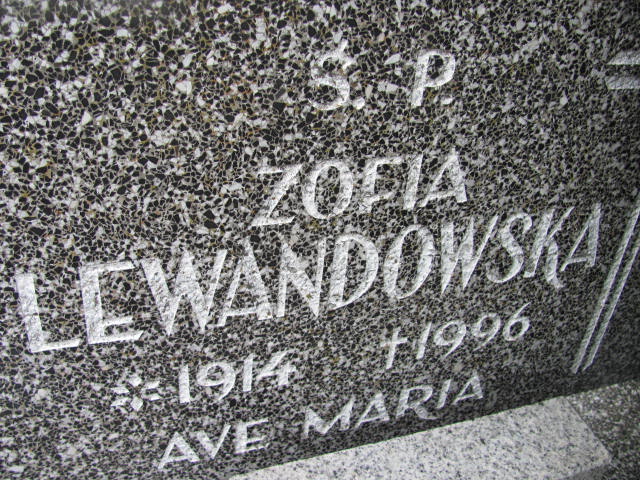 Ś. P.
ZOFIA
LEWANDOWSKA
* 1914 †1996
AVE MARIA